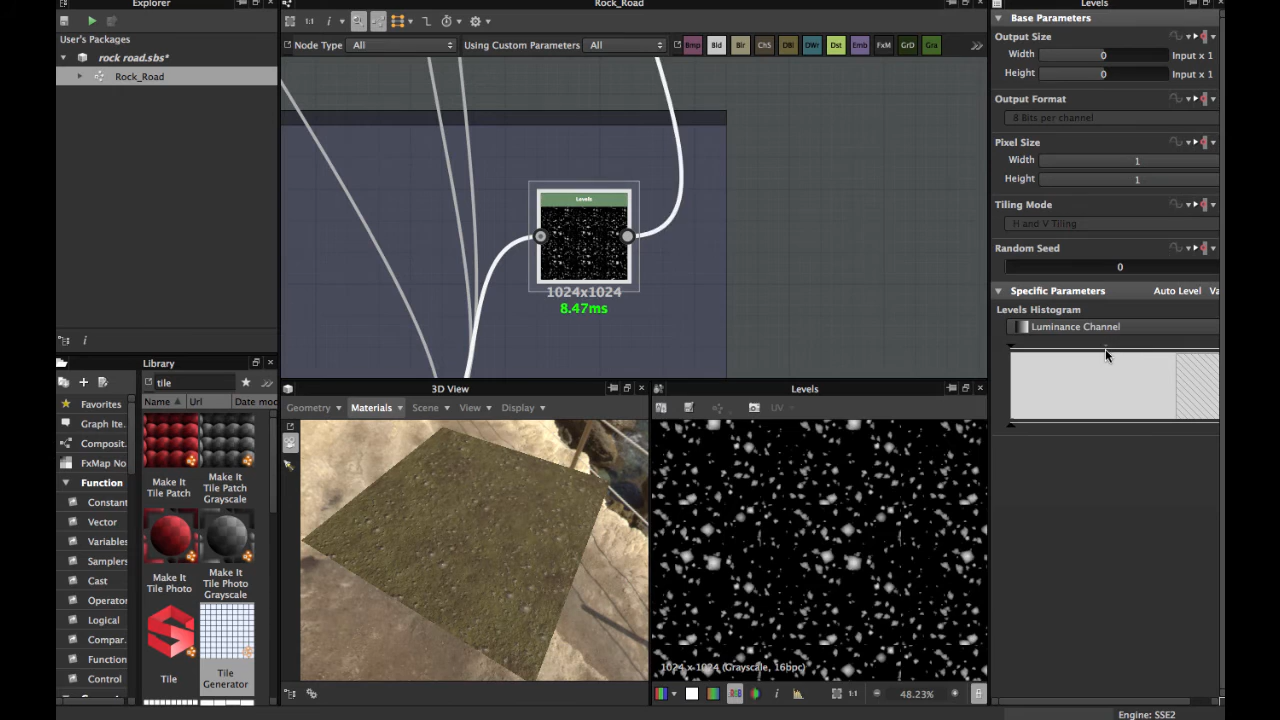 Explorer
User's Packages
rock road.sbs*
Rock_Road
Rock_Road
1:1
i
Node Type
All
Using Custom Parameters
All
Bmp
Bld
Blr
ChS
DBl
DWr
Dst
Emb
FxM
GrD
Gra
Levels
1024x1024
8.47ms
Levels
Base Parameters
Output Size
Width
0
Input x 1
Height
0
Input x 1
Output Format
8 Bits per channel
Pixel Size
Width
1
Height
1
Tiling Mode
H and V Tiling
Random Seed
0
Specific Parameters
Auto Level
Va
Levels Histogram
Luminance Channel
Library
tile
Name
Url
Date mod
Favorites
Graph Ite.
Composit.
FxMap No
Function
Constant
Vector
Variables
Samplers
Cast
Operator
Logical
Compar.
Function
Control
Make It
Tile Patch
Make It
Tile Patch
Grayscale
Make It
Tile Photo
Make It
Tile Photo
Grayscale
Tile
Tile
Generator
3D View
Geometry
Materials
Scene
View
Display
Levels
UV
1024 x 1024 (Grayscale, 16bpc)
1:1
48.23%
Engine: SSE2